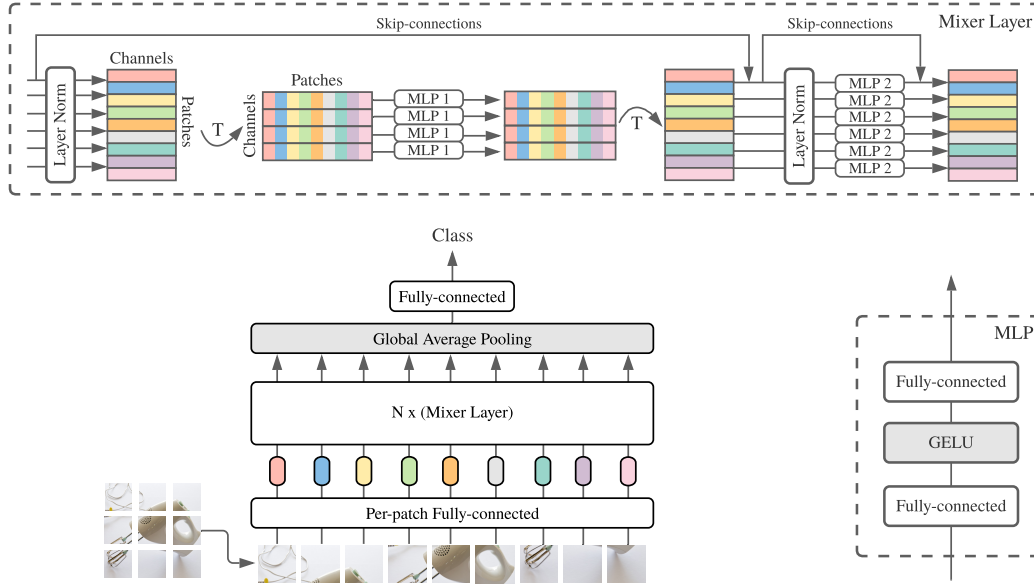 Skip-connections
Skip-connections
Mixer Layer
Channels
Layer Norm
Patches
T
Patches
Channels
MLP 1
MLP 1
MLP 1
MLP 1
T
Layer Norm
MLP 2
MLP 2
MLP 2
MLP 2
MLP 2
MLP 2
Class
Fully-connected
Global Average Pooling
N x (Mixer Layer)
Per-patch Fully-connected
MLP
Fully-connected
GELU
Fully-connected